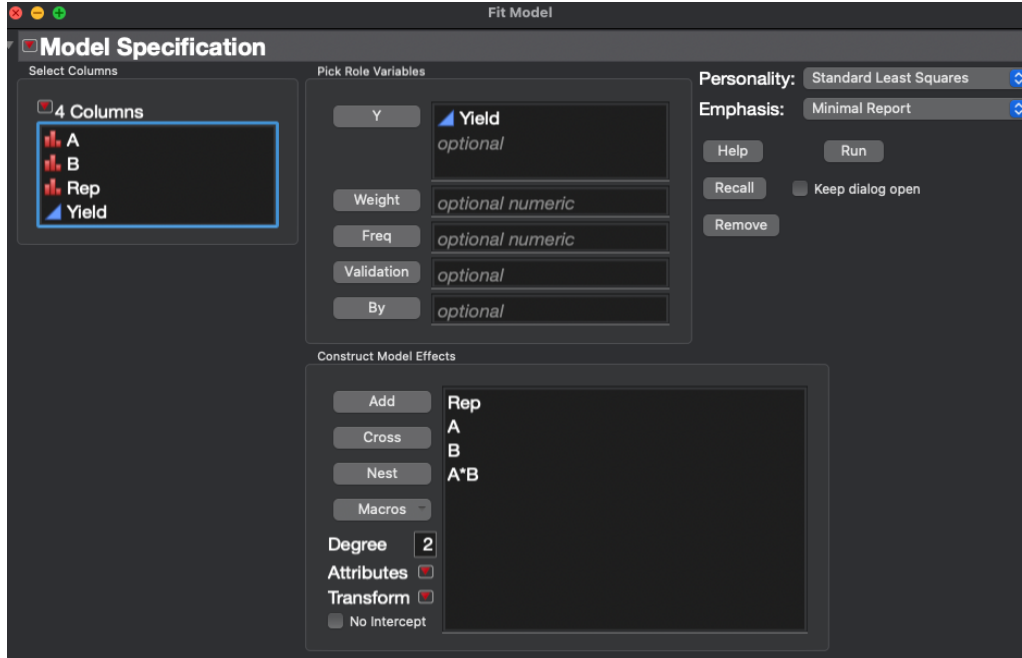 Fit Model
Model Specification
Select Columns
4 Columns
A
B
Rep
Yield
Pick Role Variables
Y
Yield
optional
Weight
optional numeric
Freq
optional numeric
Validation
optional
By
optional
Personality:
Standard Least Squares
Emphasis:
Minimal Report
Help
Run
Recall
Keep dialog open
Remove
Construct Model Effects
Add
Cross
Nest
Macros
Rep
A
B
A*B
Degree 2
Attributes
Transform
No Intercept